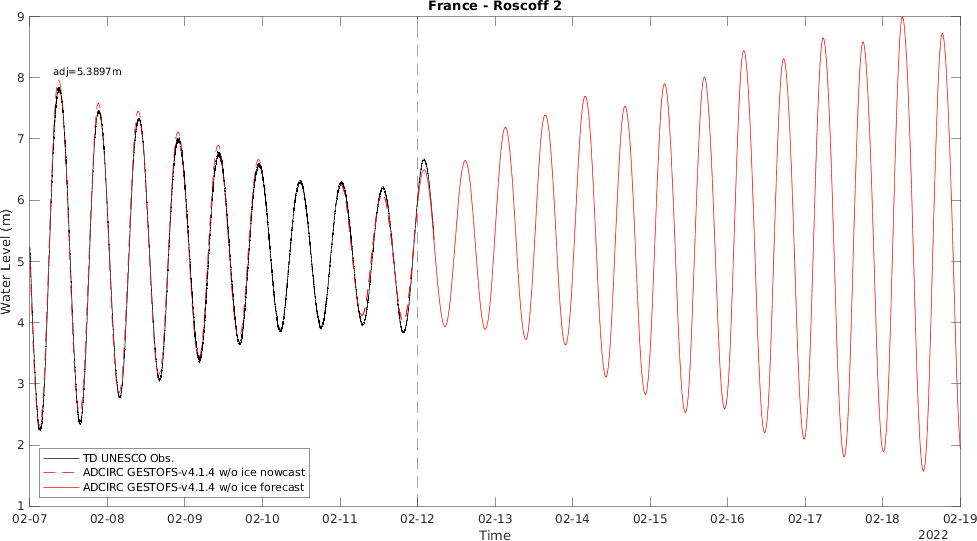 France - Roscoff 2
9
8
7
6
5
4
3
2
1
Water Level (m)
adj=5.3897m
TD UNESCO Obs.
ADCIRC GESTOFS-v4.1.4 w/o ice nowcast
ADCIRC GESTOFS-v4.1.4 w/o ice forecast
02-07 02-08 02-09 02-10 02-11 02-12 02-13 02-14 02-15 02-16 02-17 02-18 02-19
Time
2022